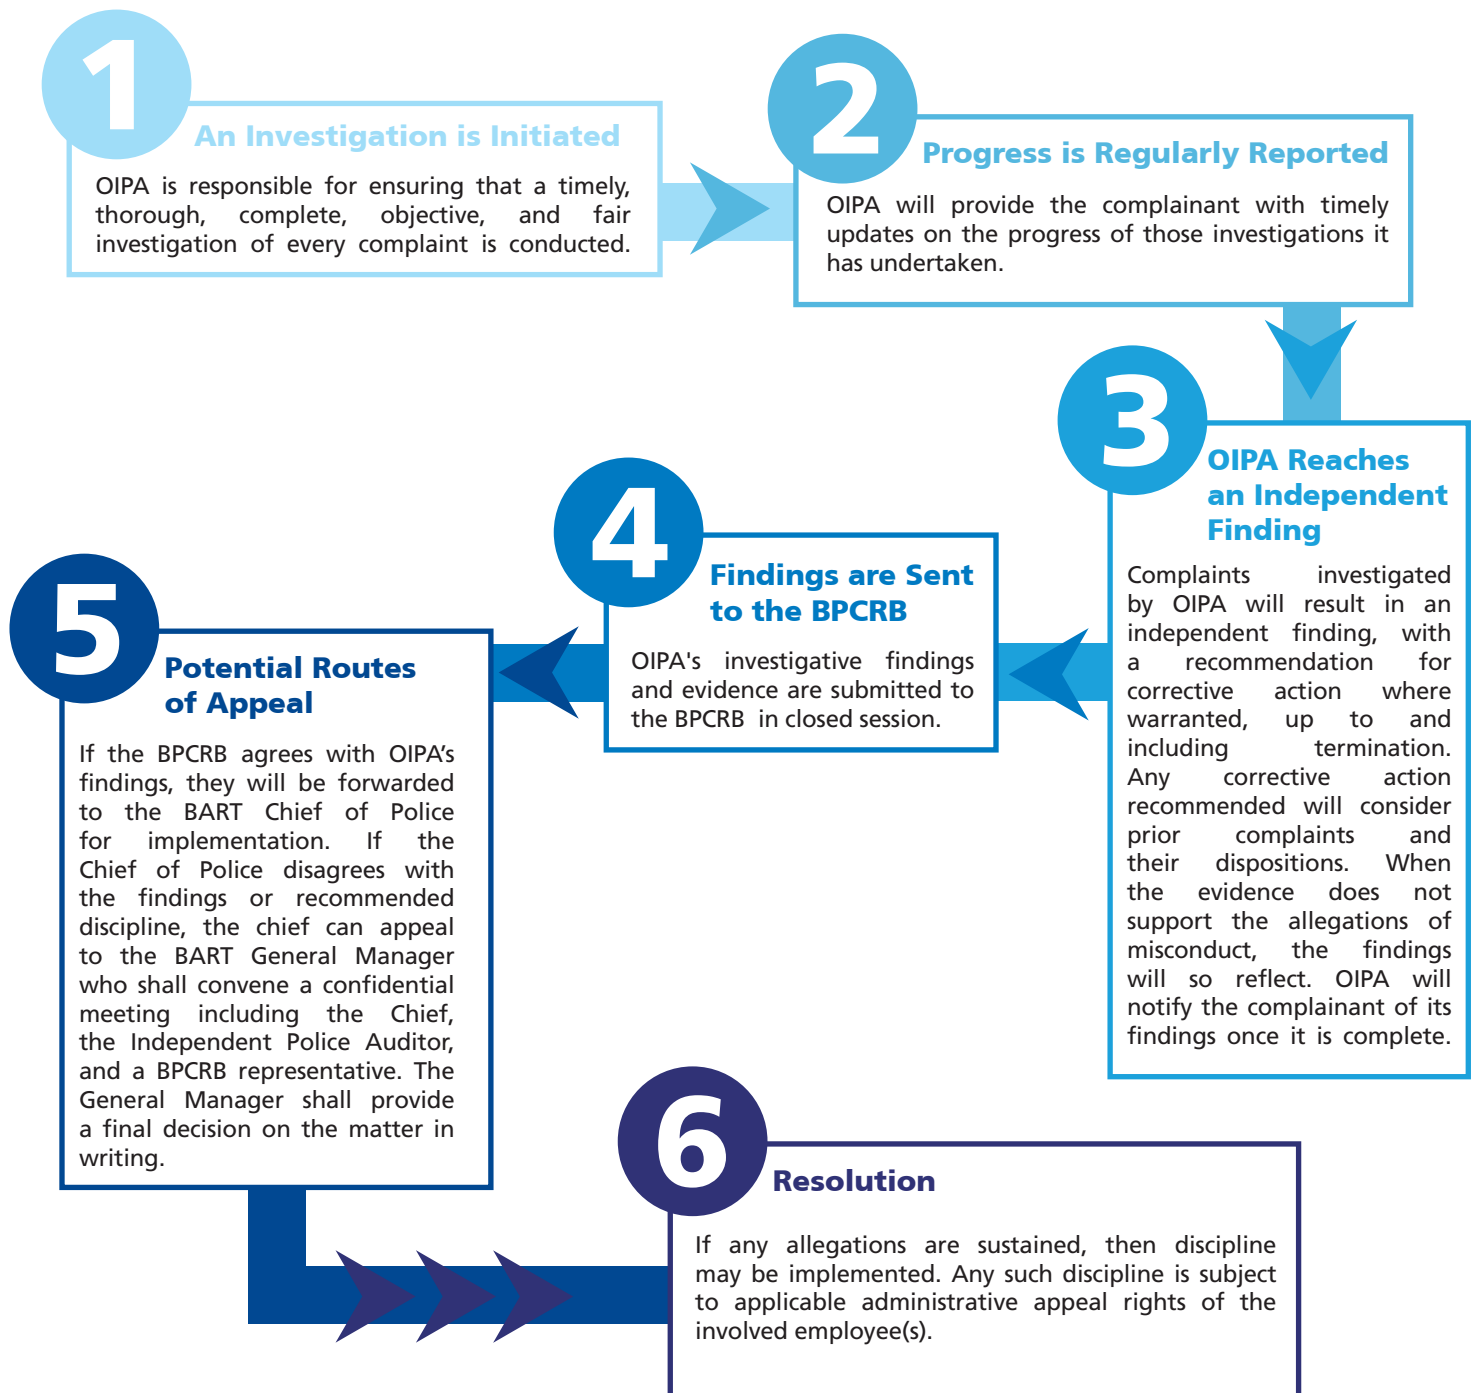 1
An Investigation is Initiated
OIPA is responsible for ensuring that a timely,
thorough, complete, objective, and fair
investigation of every complaint is conducted.
2
Progress is Regularly Reported
OIPA will provide the complainant with timely
updates on the progress of those investigations it
has undertaken.
3
OIPA Reaches
an Independent
Finding
Complaints investigated
by OIPA will result in an
independent finding, with
a recommendation for
corrective action where
warranted, up to and
including termination.
Any corrective action
recommended will consider
prior complaints and
their dispositions. When
the evidence does not
support the allegations of
misconduct, the findings
will so reflect. OIPA will
notify the complainant of its
findings once it is complete.
4
Findings are Sent
to the BPCRB
OIPA's investigative findings
and evidence are submitted to
the BPCRB in closed session.
5
Potential Routes
of Appeal
If the BPCRB agrees with OIPA’s
findings, they will be forwarded
to the BART Chief of Police
for implementation. If the
Chief of Police disagrees with
the findings or recommended
discipline, the chief can appeal
to the BART General Manager
who shall convene a confidential
meeting including the Chief,
the Independent Police Auditor,
and a BPCRB representative. The
General Manager shall provide
a final decision on the matter in
writing.
6
Resolution
If any allegations are sustained, then discipline
may be implemented. Any such discipline is subject
to applicable administrative appeal rights of the
involved employee(s).